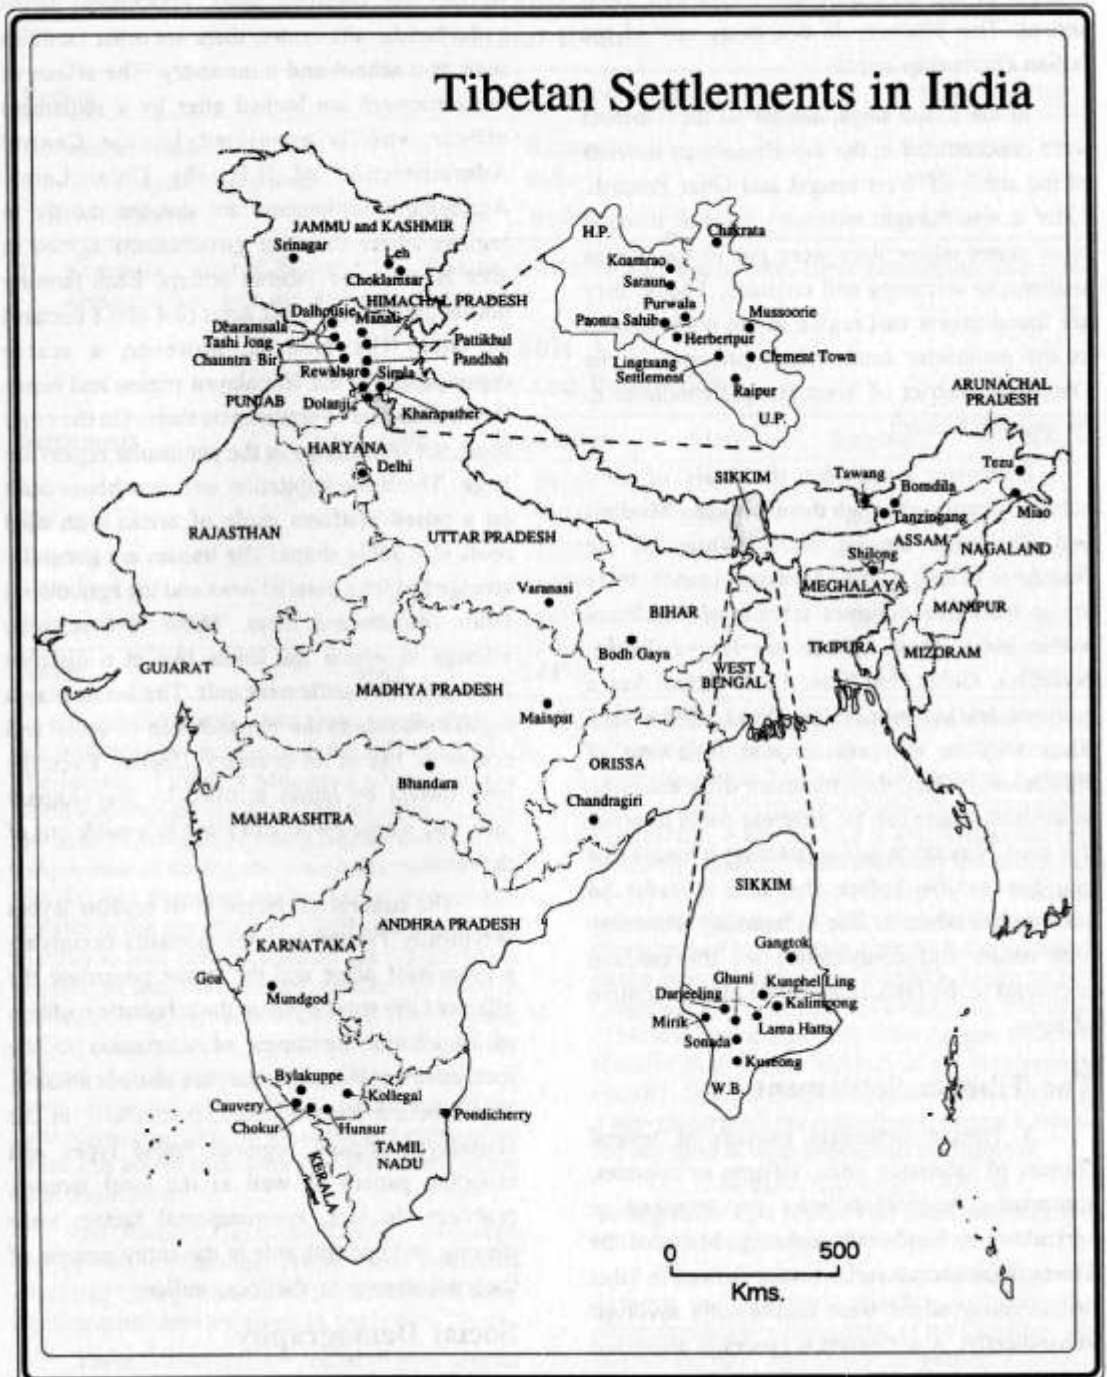 Tibetan Settlements in India
JAMMU and KASHMIR
Srinagar
Leh
Choklamsar
HIMACHAL PRADESH
Dalhousie
Manali
Dharamsala
Tashi Jong
Chauntra Bir
Pattikhul
Pandhah
Rewalsar
Simla
PUNJAB
Dolanji
Kharapather
HARYANA
Delhi
RAJASTHAN
UTTAR PRADESH
H.P.
Chakrata
Koamrao
Saraun
Purwala
Paonta Sahib
Mussoorie
Herbertpur
Lingtsang
Settlement
Clement Town
Raipur
U.P.
ARUNACHAL
PRADESH
SIKKIM
Tawang
Bomdila
Tezu
Tanzingang
Miao
ASSAM
NAGALAND
Shilong
MEGHALAYA
MANIPUR
TRIPURA
MIZORAM
Varanasi
BIHAR
Bodh Gaya
WEST
BENGAL
GUJARAT
MADHYA PRADESH
Mainpat
ORISSA
Bhandara
Chandragiri
MAHARASHTRA
ANDHRA PRADESH
KARNATAKA
Goa
Mundgod
Bylakuppe
Kollegal
Cauvery
Chokur
Hunsur
Pondicherry
TAMIL
NADU
KERALA
SIKKIM
Gangtok
Ghuni
Kunphel Ling
Darjeeling
Kalimpong
Mirik
Lama Hatta
Sonada
Kuseong
W.B.
0 500
Kms.